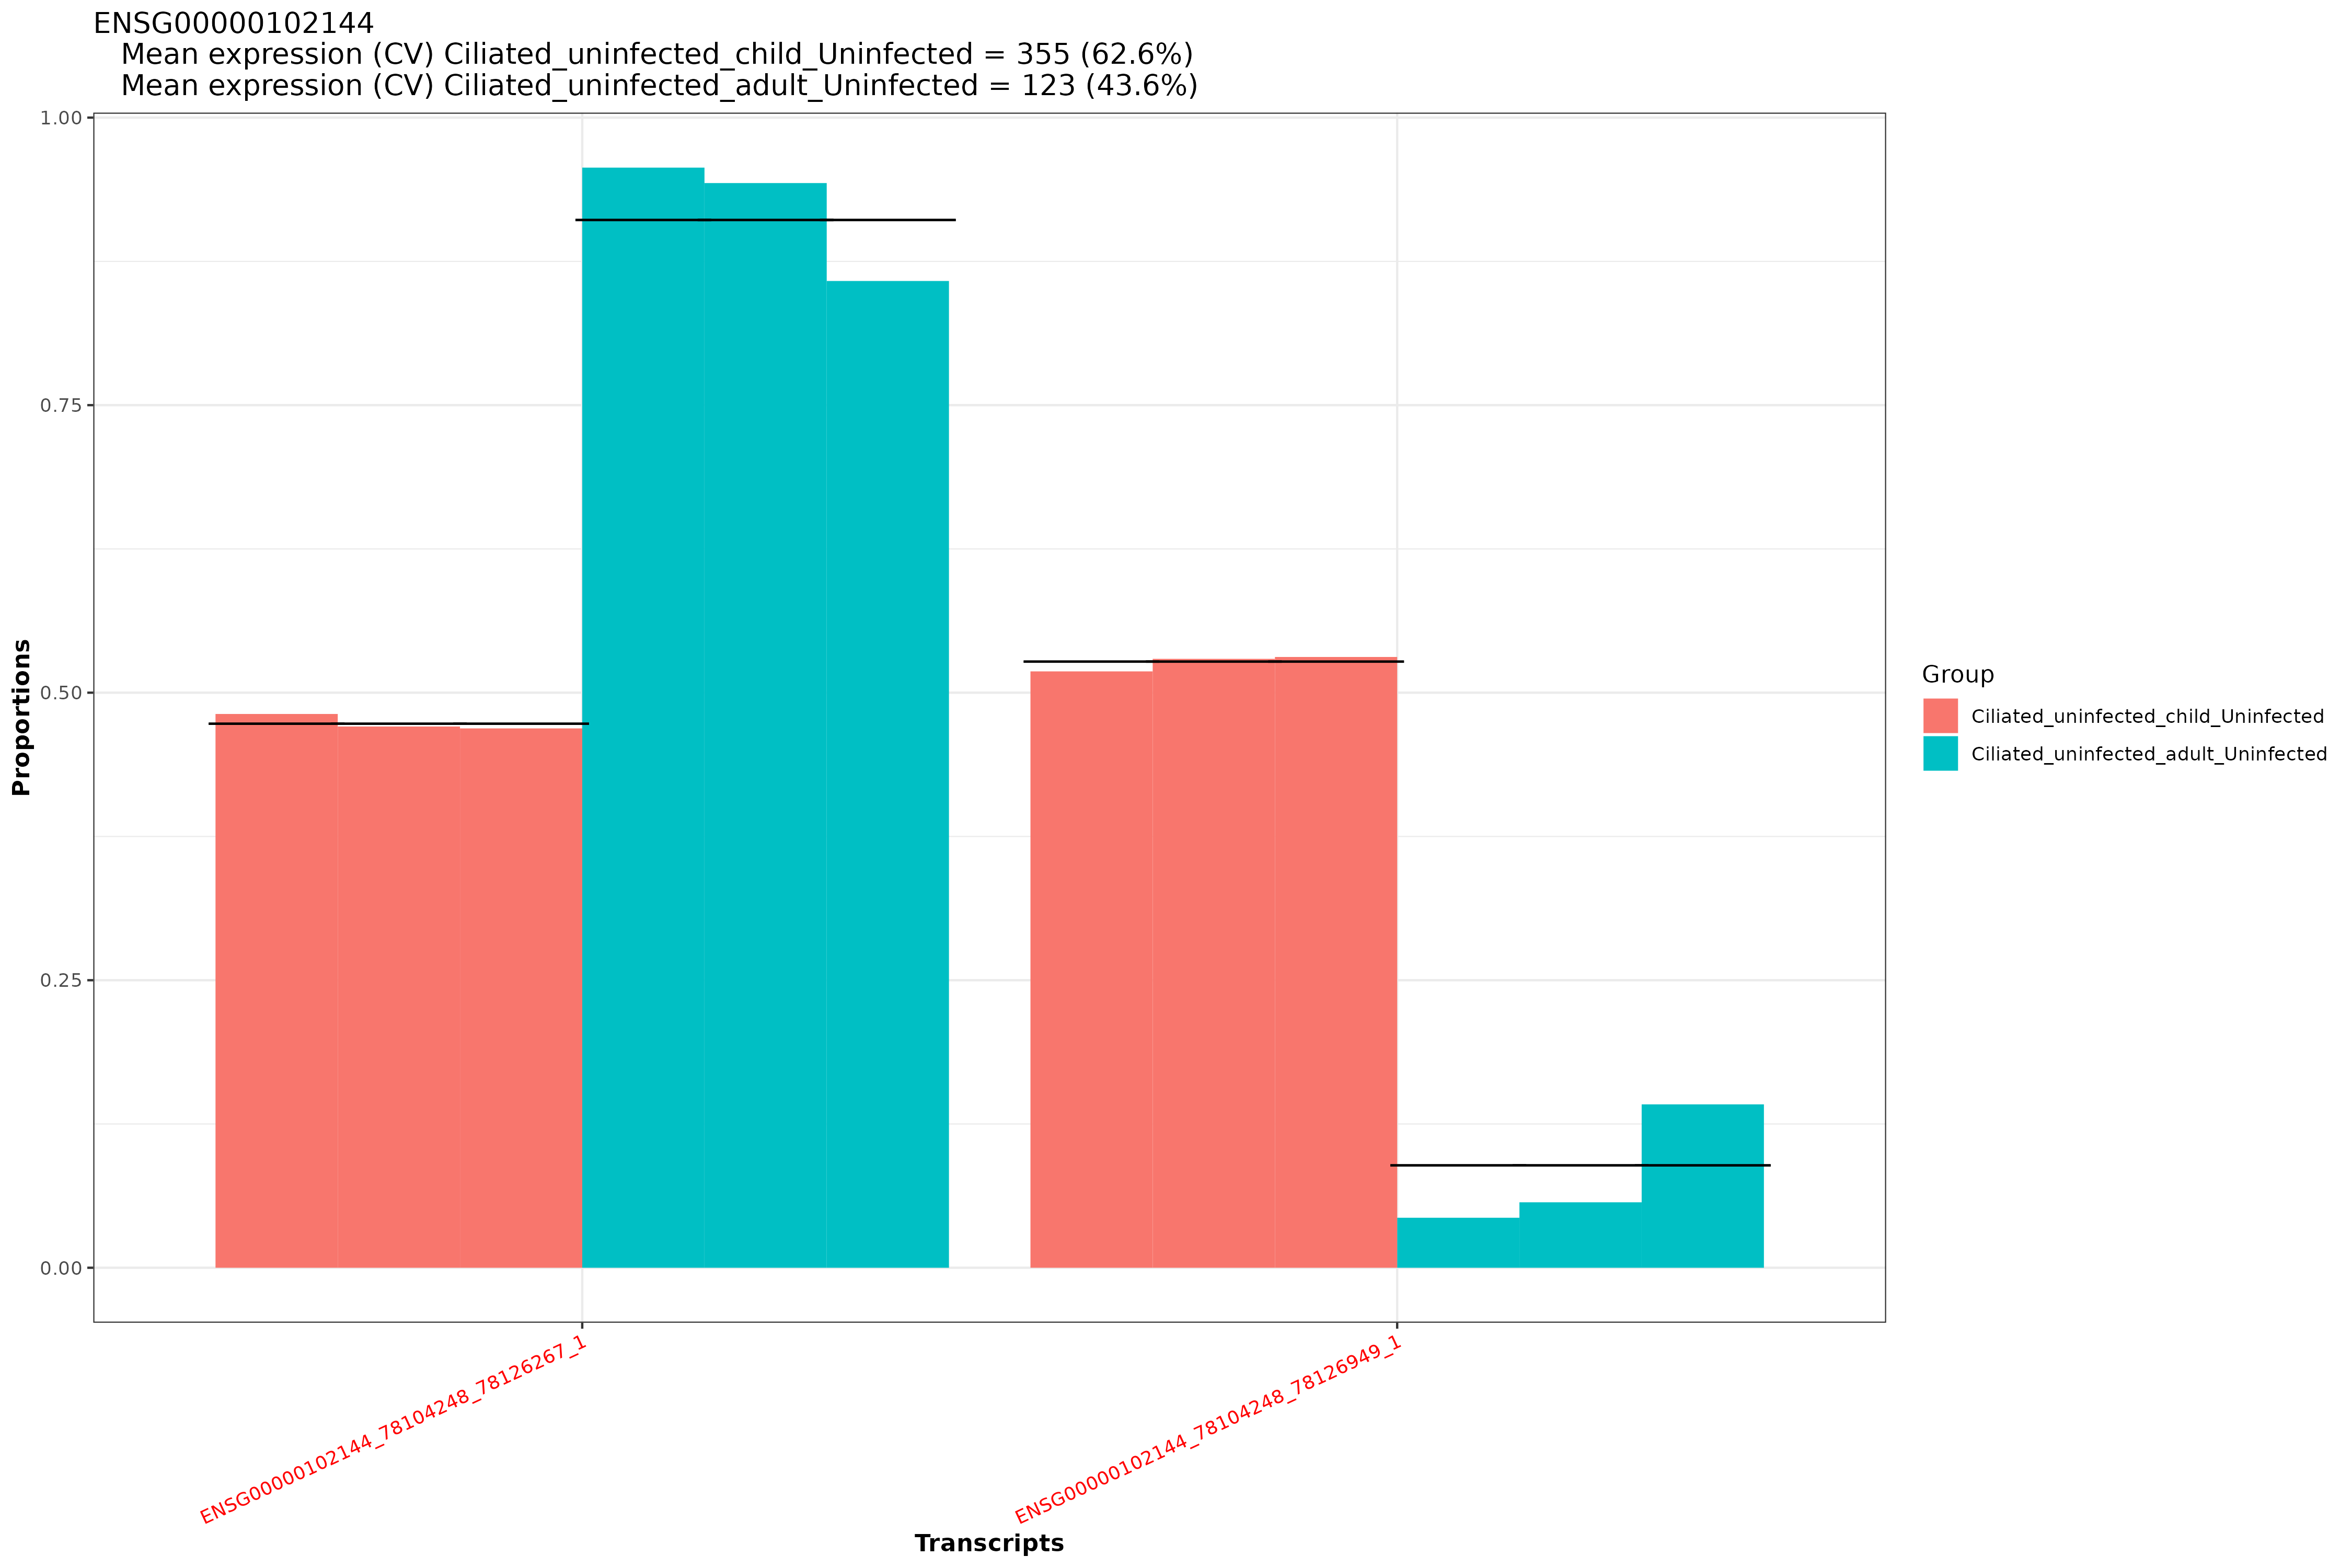 ENSG00000102144
Mean expression (CV) Ciliated_uninfected_child_Uninfected = 355 (62.6%)
Mean expression (CV) Ciliated_uninfected_adult_Uninfected = 123 (43.6%)
1.00
0.75
0.50
0.25
0.00
Proportions
ENSG00000102144_78104248_78126267_1
ENSG00000102144_78104248_78126949_1
Transcripts
Group
Ciliated_uninfected_child_Uninfected
Ciliated_uninfected_adult_Uninfected